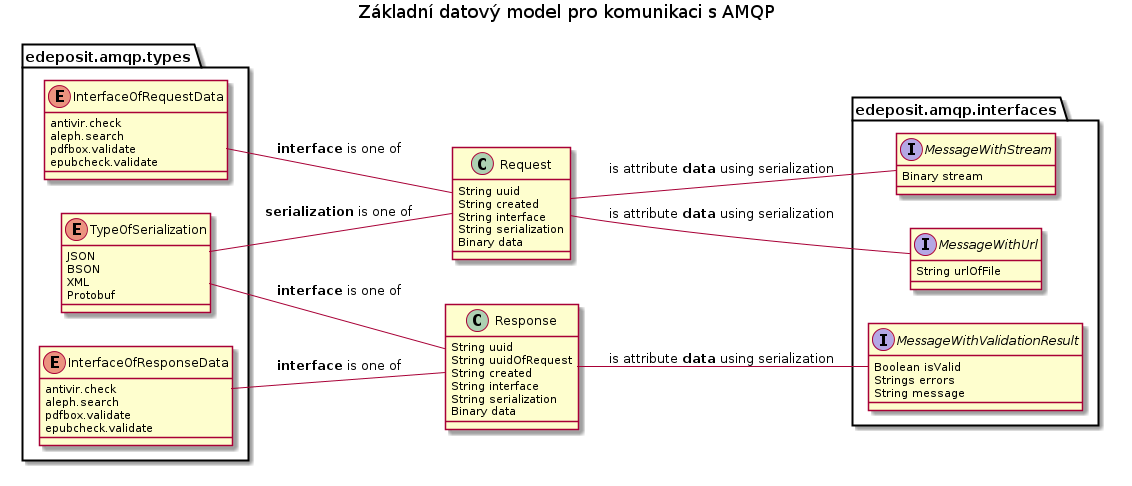 Základní datový model pro komunikaci s AMQP
edeposit.amqp.types
E InterfaceOfRequestData
antivir.check
aleph.search
pdfbox.validate
epubcheck.validate
E TypeOfSerialization
JSON
BSON
XML
Protobuf
E InterfaceOfResponseData
antivir.check
aleph.search
pdfbox.validate
epubcheck.validate
interface is one of
serialization is one of
interface is one of
interface is one of
C Request
String uuid
String created
String interface
String serialization
Binary data
C Response
String uuid
String uuidOfRequest
String created
String interface
String serialization
Binary data
is attribute data using serialization
is attribute data using serialization
is attribute data using serialization
edeposit.amqp.interfaces
I MessageWithStream
Binary stream
I MessageWithUrl
String urlOfFile
I MessageWithValidationResult
Boolean isValid
Strings errors
String message